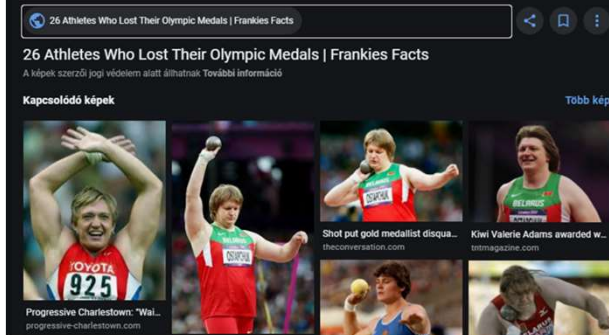 26 Athletes Who Lost Their Olympic Medals | Frankies Facts
26 Athletes Who Lost Their Olympic Medals | Frankies Facts
A képek szerzői jogi védelem alatt állhatnak További információ
Kapcsolódó képek
Több kép
TOYOTA
925
OSTAPCHUK
OSTAPCHUK
BELARUS
Shot put gold medallist disqua...
theconversation.com
Kiwi Valerie Adams awarded w...
tntmagazine.com
Progressive Charlestown: "Wai...
progressive-charlestown.com